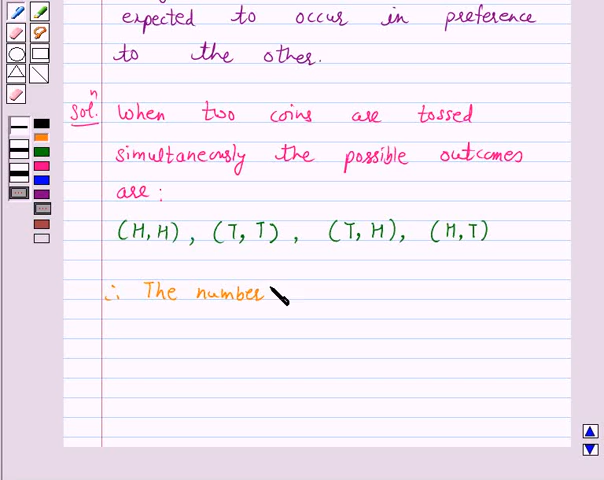 expected to occur in preference
to the other.
Solⁿ. When two coins are tossed
simultaneously the possible outcomes
are :
(H, H) , (T, T) , (T, H), (H, T)
∴ The number